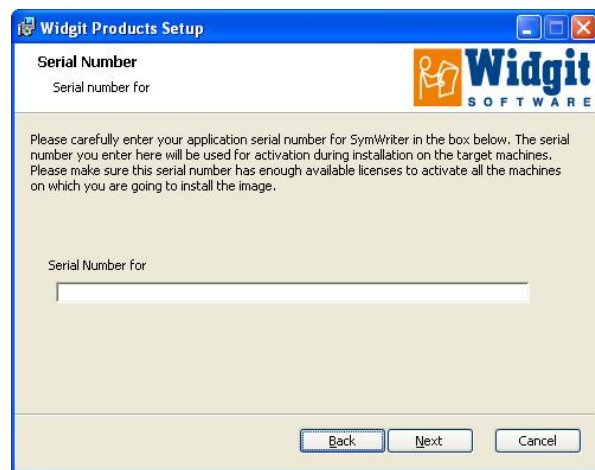 Widgit Products Setup
Serial Number
Serial number for
Widgit
SOFTWARE
Please carefully enter your application serial number for SymWriter in the box below. The serial
number you enter here will be used for activation during installation on the target machines.
Please make sure this serial number has enough available licenses to activate all the machines
on which you are going to install the image.
Serial Number for
Back
Next
Cancel